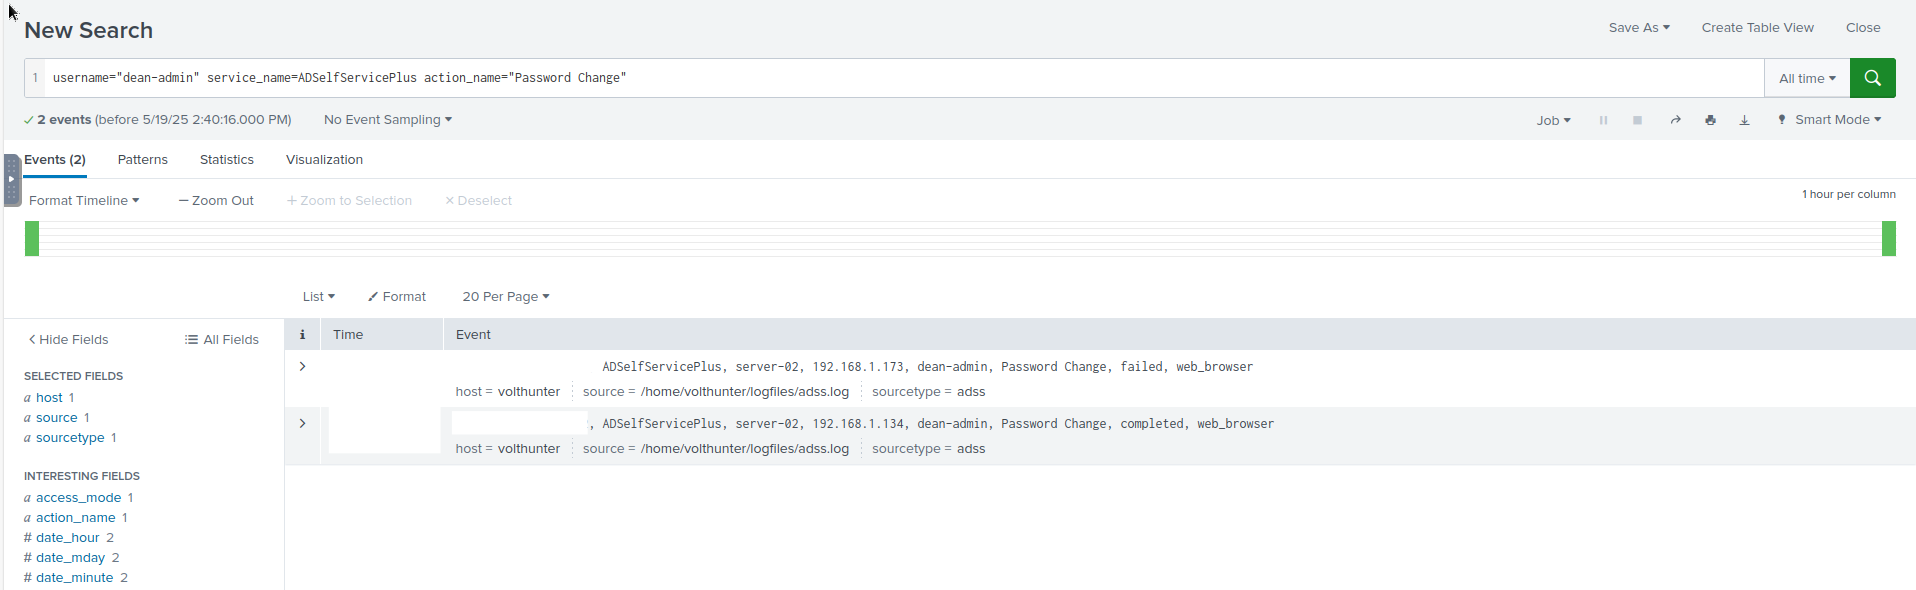 New Search
Save As Create Table View Close
1 username="dean-admin" service_name=ADSelfServicePlus action_name="Password Change"
All time
2 events (before 5/19/25 2:40:16.000 PM) No Event Sampling
Job Smart Mode
Events (2) Patterns Statistics Visualization
Format Timeline — Zoom Out + Zoom to Selection × Deselect
1 hour per column
List Format 20 Per Page
Hide Fields All Fields
i Time Event
SELECTED FIELDS
a host 1
a source 1
a sourcetype 1
INTERESTING FIELDS
a access_mode 1
a action_name 1
# date_hour 2
# date_mday 2
# date_minute 2
ADSelfServicePlus, server-02, 192.168.1.173, dean-admin, Password Change, failed, web_browser
host = volthunter source = /home/volthunter/logfiles/adss.log sourcetype = adss
, ADSelfServicePlus, server-02, 192.168.1.134, dean-admin, Password Change, completed, web_browser
host = volthunter source = /home/volthunter/logfiles/adss.log sourcetype = adss